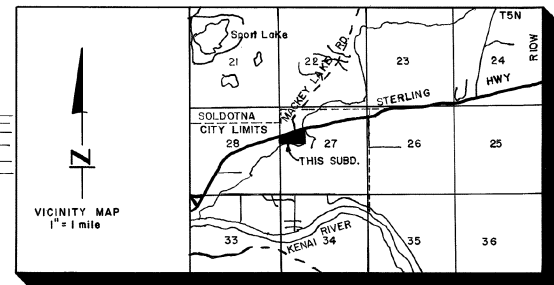 T5N
R10W
Sport Lake
21
22
23
24
MACKEY LAKE RD.
STERLING HWY
SOLDOTNA
CITY LIMITS
28
27
26
25
THIS SUBD.
N
VICINITY MAP
1" = 1 mile
33
KENAI RIVER
34
35
36